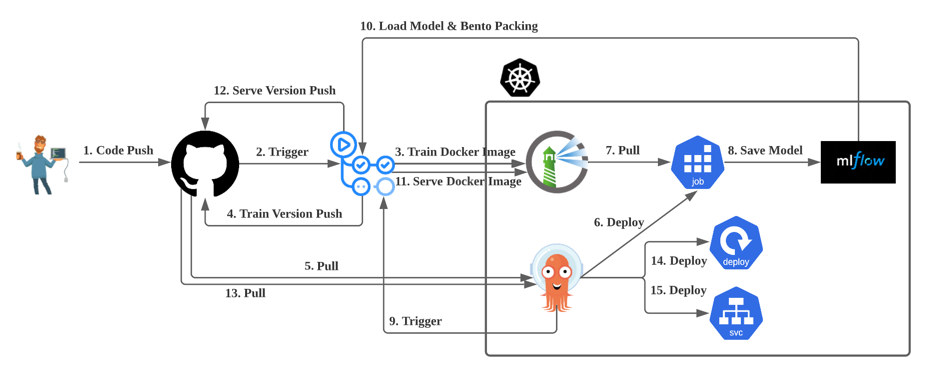 10. Load Model & Bento Packing
12. Serve Version Push
1. Code Push
2. Trigger
3. Train Docker Image
7. Pull
8. Save Model
job
mlflow
11. Serve Docker Image
4. Train Version Push
6. Deploy
5. Pull
14. Deploy
deploy
13. Pull
15. Deploy
9. Trigger
svc